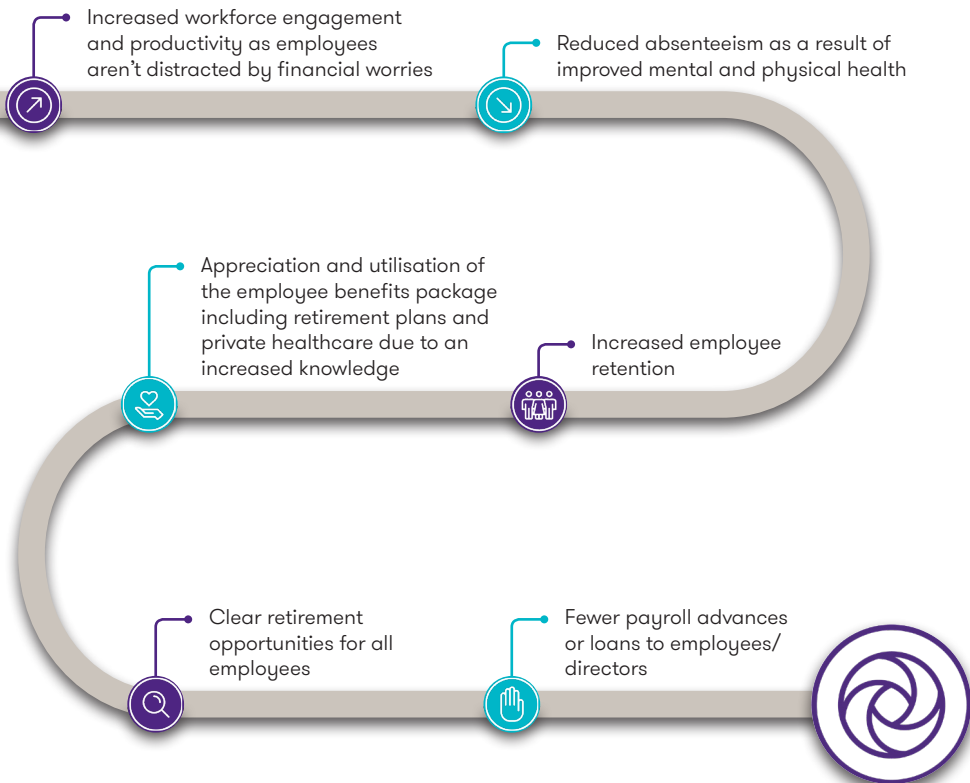 Increased workforce engagement
and productivity as employees
aren't distracted by financial worries
Reduced absenteeism as a result of
improved mental and physical health
Increased employee
retention
Appreciation and utilisation of
the employee benefits package
including retirement plans and
private healthcare due to an
increased knowledge
Clear retirement
opportunities for all
employees
Fewer payroll advances
or loans to employees/
directors